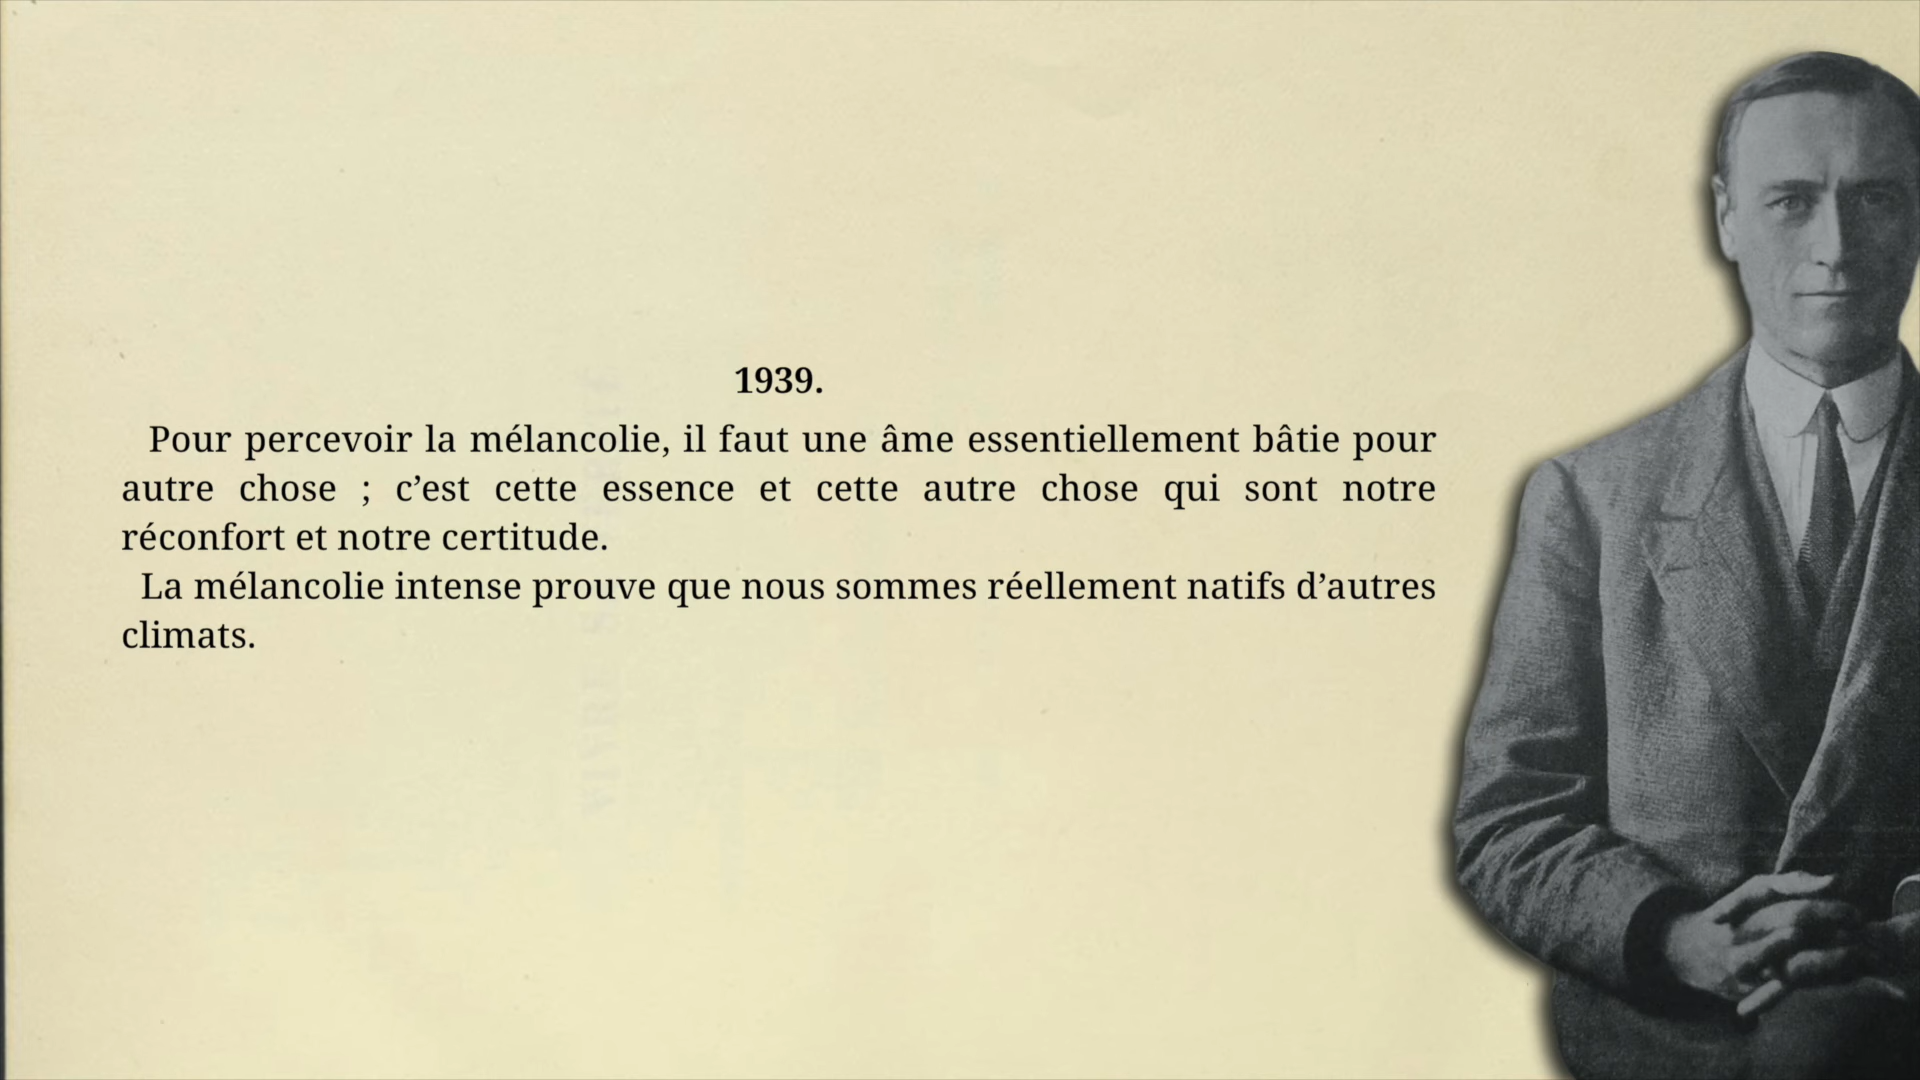 1939.
Pour percevoir la mélancolie, il faut une âme essentiellement bâtie pour
autre chose ; c’est cette essence et cette autre chose qui sont notre
réconfort et notre certitude.
La mélancolie intense prouve que nous sommes réellement natifs d’autres
climats.